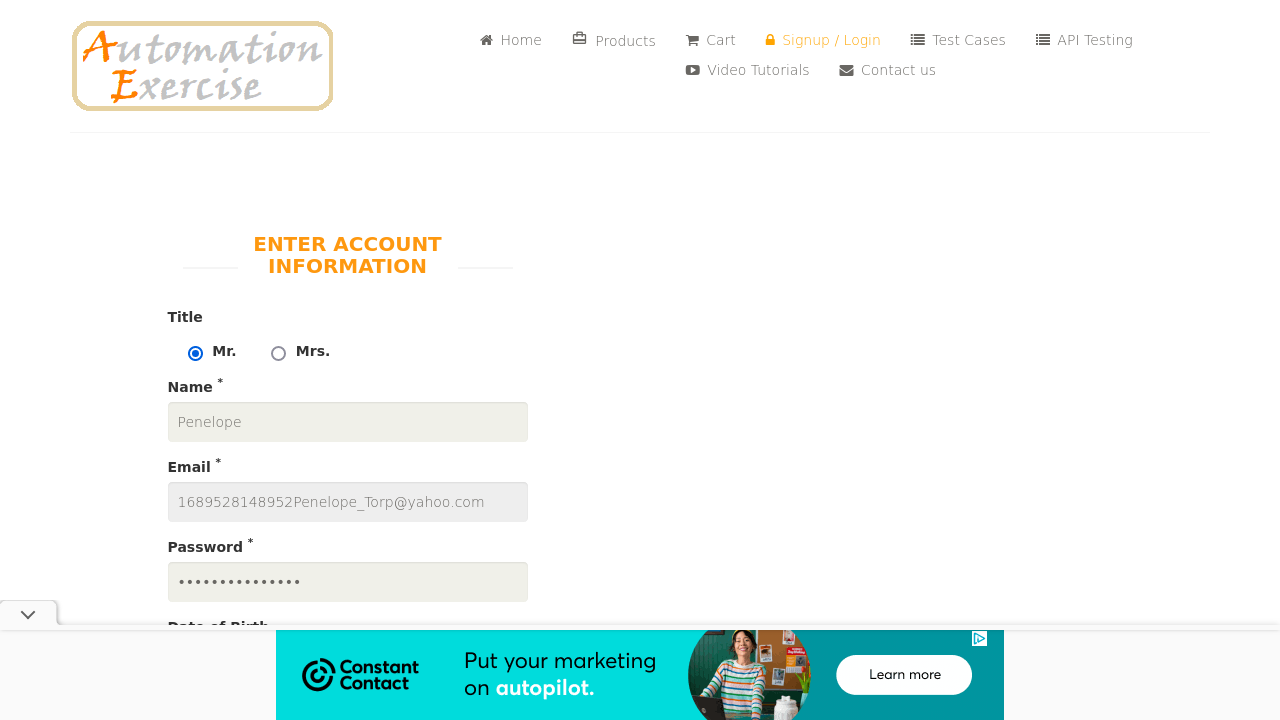 Automation
Exercise
Home
Products
Cart
Signup / Login
Test Cases
API Testing
Video Tutorials
Contact us
ENTER ACCOUNT
INFORMATION
Title
Mr.
Mrs.
Name *
Penelope
Email *
1689528148952Penelope_Torp@yahoo.com
Password *
•••••••••••••••
Date of Birth
Constant
Contact
Put your marketing
on autopilot.
Learn more